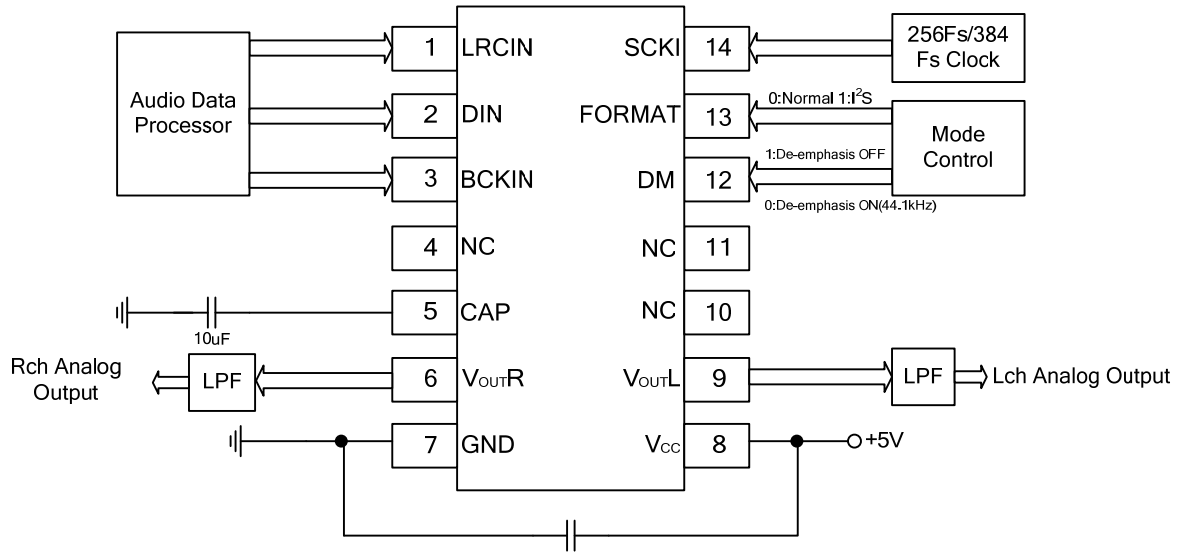 1 LRCIN
SCKI 14
256Fs/384
Fs Clock
Audio Data
Processor
2 DIN
FORMAT 13
0:Normal 1:I²S
Mode
Control
3 BCKIN
DM 12
1:De-emphasis OFF
0:De-emphasis ON(44.1kHz)
4 NC
NC 11
5 CAP
10uF
NC 10
Rch Analog
Output
LPF
6 VOUTR
VOUTL 9
LPF
Lch Analog Output
7 GND
VCC 8
+5V